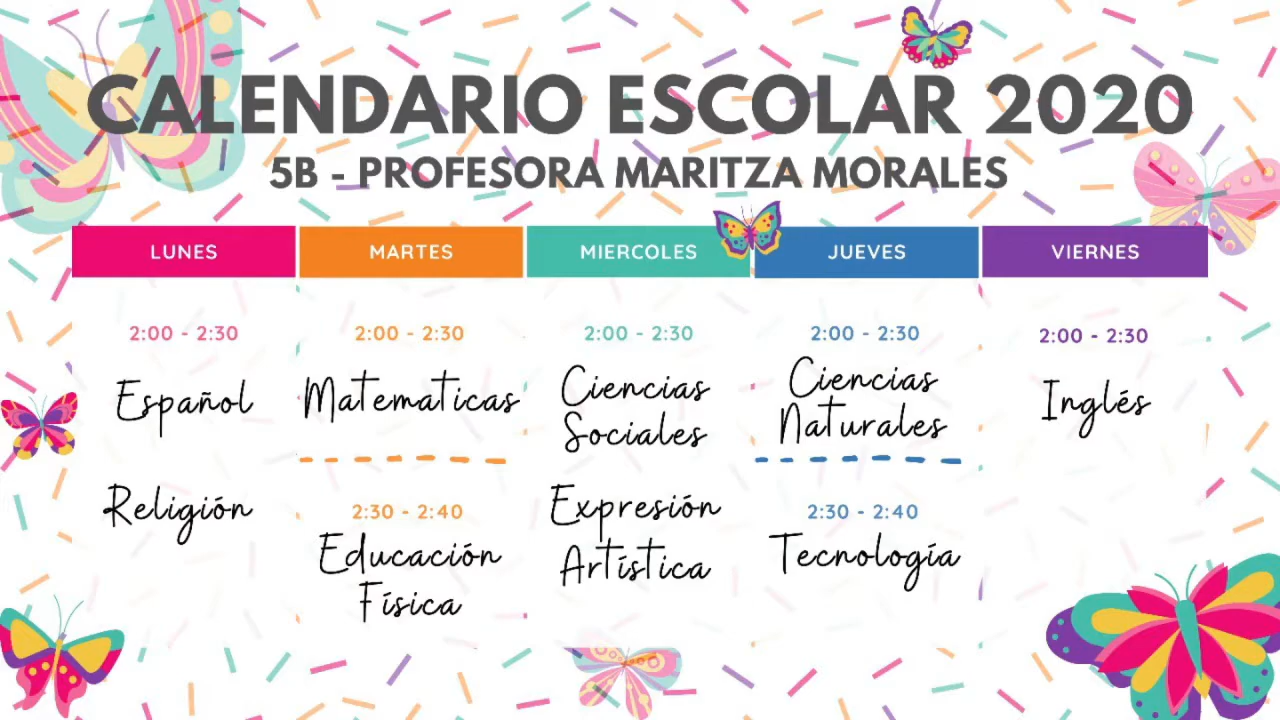 CALENDARIO ESCOLAR 2020
5B - PROFESORA MARITZA MORALES
LUNES
MARTES
MIERCOLES
JUEVES
VIERNES
2:00 - 2:30
Español
Religión
2:00 - 2:30
Matematicas
2:30 - 2:40
Educación
Física
2:00 - 2:30
Ciencias
Sociales
Expresión
Artística
2:00 - 2:30
Ciencias
Naturales
2:30 - 2:40
Tecnología
2:00 - 2:30
Inglés